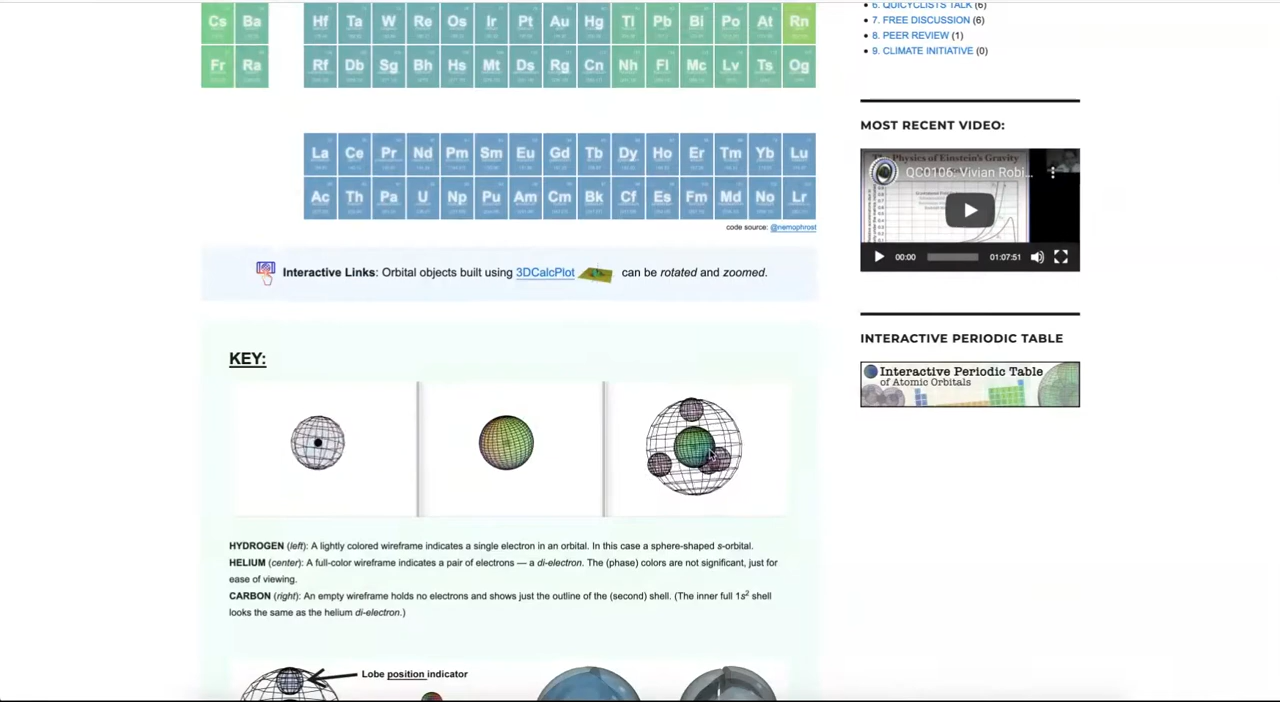 Cs Ba Hf Ta W Re Os Ir Pt Au Hg Tl Pb Bi Po At Rn
Fr Ra Rf Db Sg Bh Hs Mt Ds Rg Cn Nh Fl Mc Lv Ts Og
La Ce Pr Nd Pm Sm Eu Gd Tb Dy Ho Er Tm Yb Lu
Ac Th Pa U Np Pu Am Cm Bk Cf Es Fm Md No Lr
code source: @nemophrost
Interactive Links: Orbital objects built using 3DCalcPlot can be rotated and zoomed.
KEY:
HYDROGEN (left): A lightly colored wireframe indicates a single electron in an orbital. In this case a sphere-shaped s-orbital.
HELIUM (center): A full-color wireframe indicates a pair of electrons — a di-electron. The (phase) colors are not significant, just for
ease of viewing.
CARBON (right): An empty wireframe holds no electrons and shows just the outline of the (second) shell. (The inner full 1s² shell
looks the same as the helium di-electron.)
Lobe position indicator
6. QUICYCLISTS TALK (6)
7. FREE DISCUSSION (6)
8. PEER REVIEW (1)
9. CLIMATE INITIATIVE (0)
MOST RECENT VIDEO:
Physics of Einstein's Gravity
QC0106: Vivian Robi...
00:00 01:07:51
INTERACTIVE PERIODIC TABLE
Interactive Periodic Table
of Atomic Orbitals